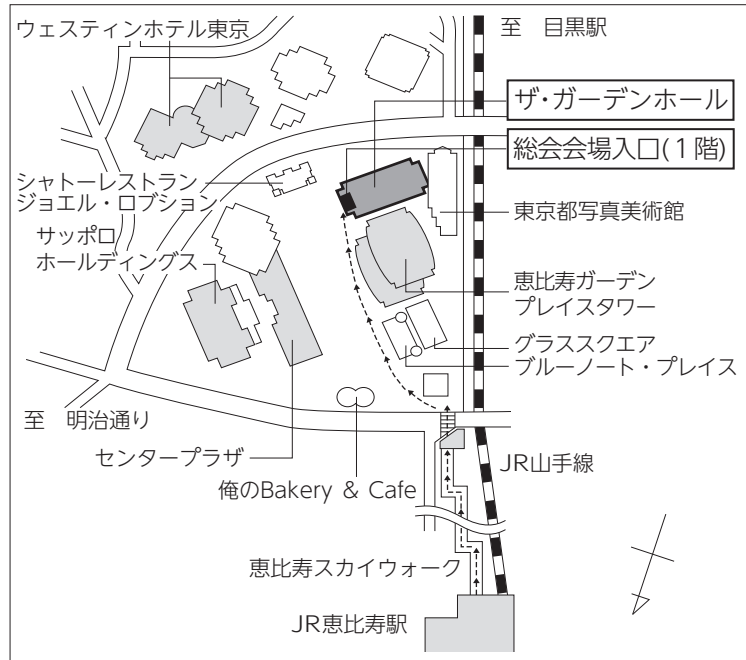 ウェスティンホテル東京
至　目黒駅
ザ・ガーデンホール
総会会場入口(１階)
シャトーレストラン
ジョエル・ロブション
東京都写真美術館
サッポロ
ホールディングス
恵比寿ガーデン
プレイスタワー
グラススクエア
ブルーノート・プレイス
至　明治通り
センタープラザ
JR山手線
俺のBakery & Cafe
恵比寿スカイウォーク
JR恵比寿駅